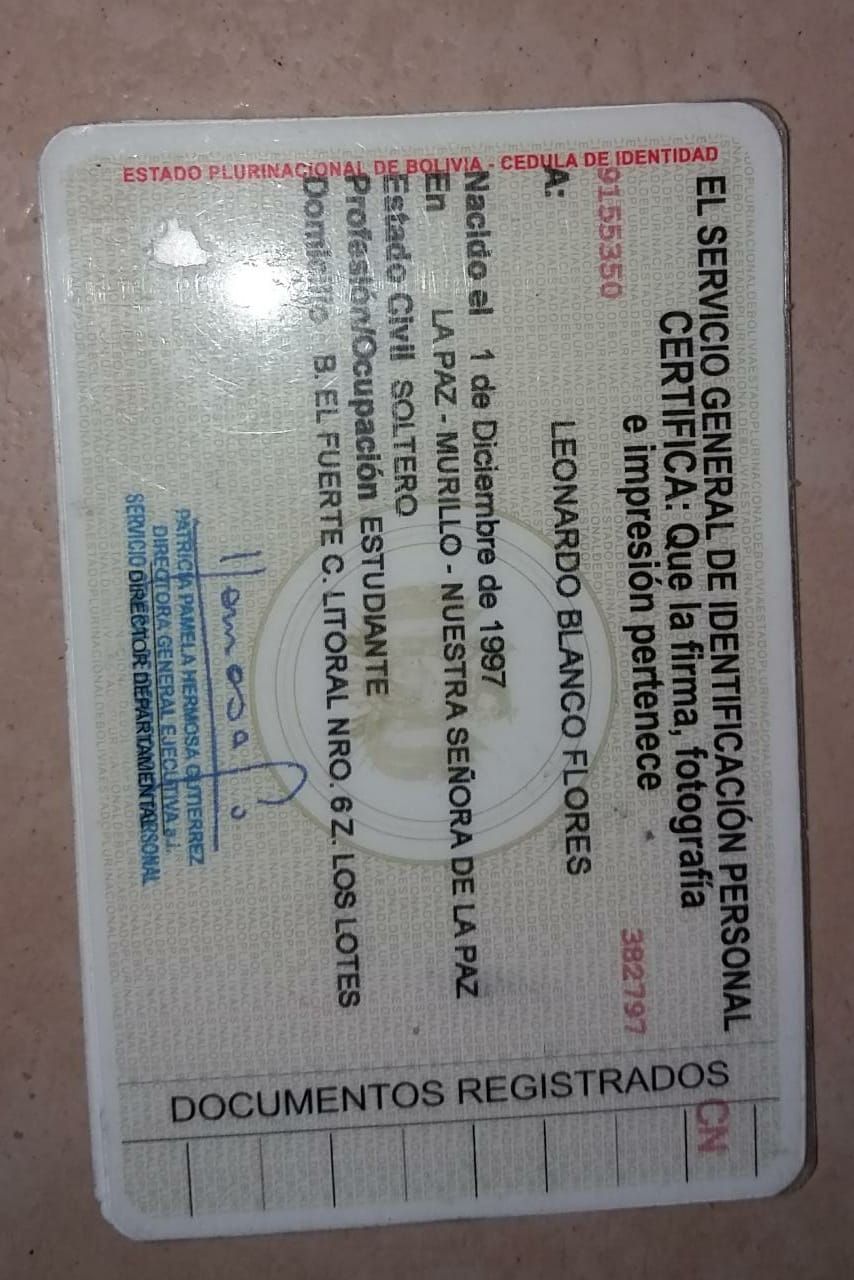 ESTADO PLURINACIONAL DE BOLIVIA - CEDULA DE IDENTIDAD
EL SERVICIO GENERAL DE IDENTIFICACIÓN PERSONAL
CERTIFICA: Que la firma, fotografía
e impresión pertenece
9155350
382797
A: LEONARDO BLANCO FLORES
Nacido el 1 de Diciembre de 1997
En LA PAZ - MURILLO - NUESTRA SEÑORA DE LA PAZ
Estado Civil SOLTERO
Profesión/Ocupación ESTUDIANTE
Domicilio B. EL FUERTE C. LITORAL NRO. 6 Z. LOS LOTES
PATRICIA PAMELA HERMOSA GUTIERREZ
DIRECTORA GENERAL EJECUTIVA a.i.
SERVICIO DIRECTOR DEPARTAMENTAL
DOCUMENTOS REGISTRADOS
CN